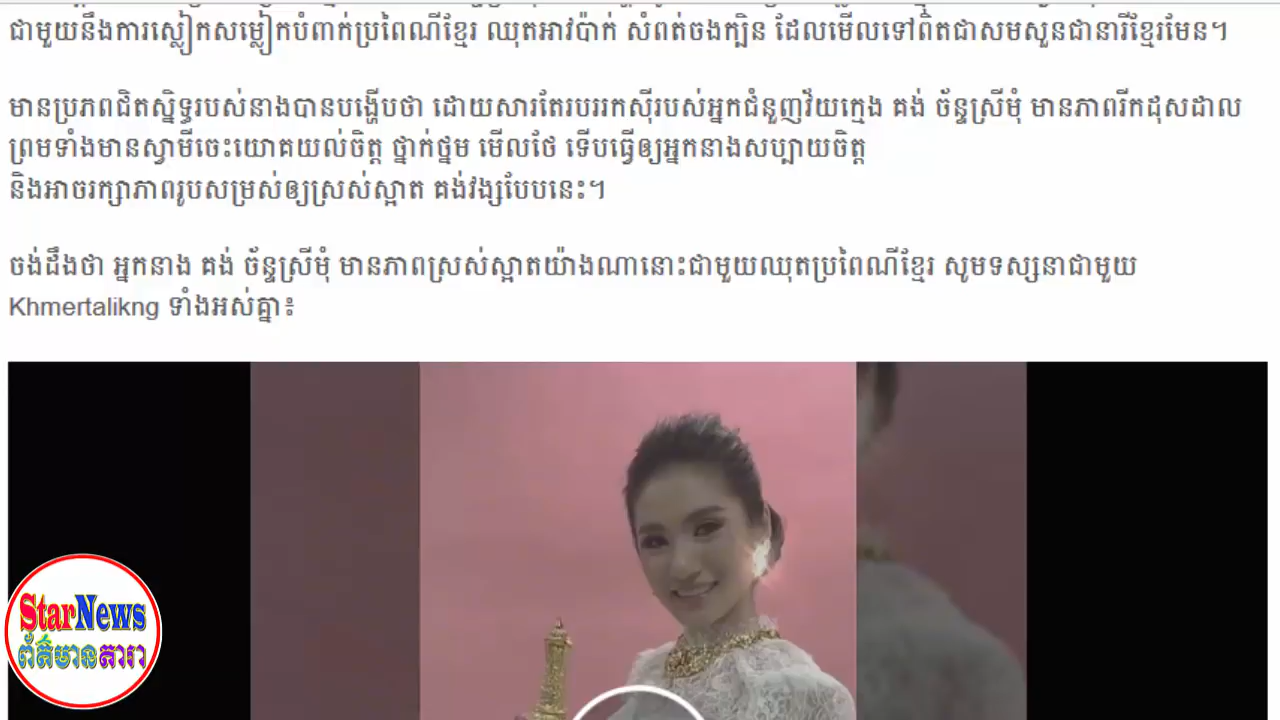 ជាមួយនឹងការស្លៀកសម្លៀកបំពាក់ប្រពៃណីខ្មែរ ឈុតអាវប៉ាក់ សំពត់ចងក្បិន ដែលមើលទៅពិតជាសមសួនជានារីខ្មែរមែន។
មានប្រភពជិតស្និទ្ធរបស់នាងបានបង្ហើបថា ដោយសារតែរបររកស៊ីរបស់អ្នកជំនួញវ័យក្មេង គង់ ច័ន្ទស្រីមុំ មានភាពរីកដុសដាល
ព្រមទាំងមានស្វាមីចេះយោគយល់ចិត្ត ថ្នាក់ថ្នម មើលថែ ទើបធ្វើឲ្យអ្នកនាងសប្បាយចិត្ត
និងអាចរក្សាភាពរូបសម្រស់ឲ្យស្រស់ស្អាត គង់វង្សបែបនេះ។
ចង់ដឹងថា អ្នកនាង គង់ ច័ន្ទស្រីមុំ មានភាពស្រស់ស្អាតយ៉ាងណានោះជាមួយឈុតប្រពៃណីខ្មែរ សូមទស្សនាជាមួយ
Khmertalikng ទាំងអស់គ្នា៖
StarNews
ព័ត៌មានតារា